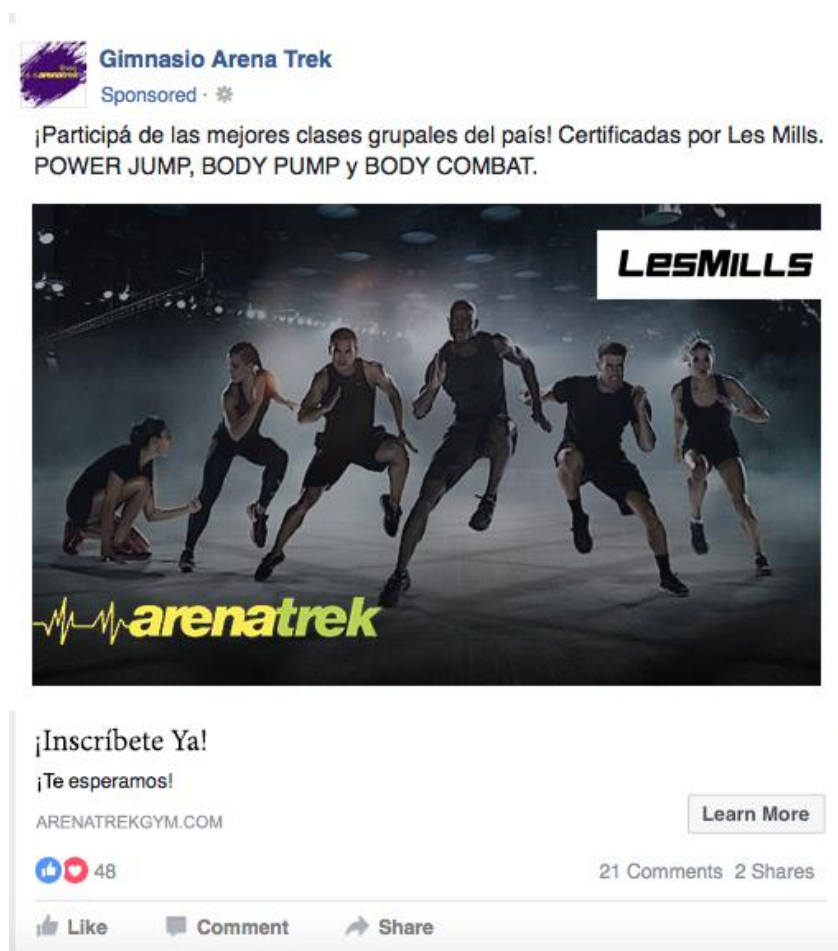 Gimnasio Arena Trek
Sponsored ·
¡Participá de las mejores clases grupales del país! Certificadas por Les Mills.
POWER JUMP, BODY PUMP y BODY COMBAT.
LESMILLS
arenatrek
¡Inscríbete Ya!
¡Te esperamos!
ARENATREKGYM.COM
Learn More
48
21 Comments 2 Shares
Like Comment Share